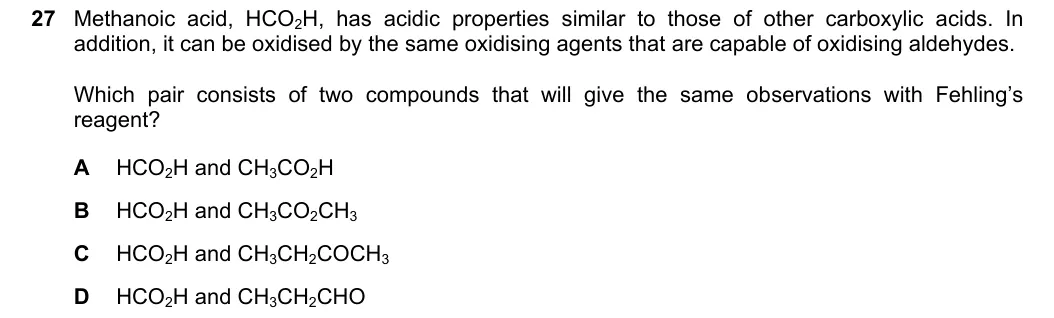 27 Methanoic acid, HCO₂H, has acidic properties similar to those of other carboxylic acids. In
addition, it can be oxidised by the same oxidising agents that are capable of oxidising aldehydes.
Which pair consists of two compounds that will give the same observations with Fehling's
reagent?
A HCO₂H and CH₃CO₂H
B HCO₂H and CH₃CO₂CH₃
C HCO₂H and CH₃CH₂COCH₃
D HCO₂H and CH₃CH₂CHO